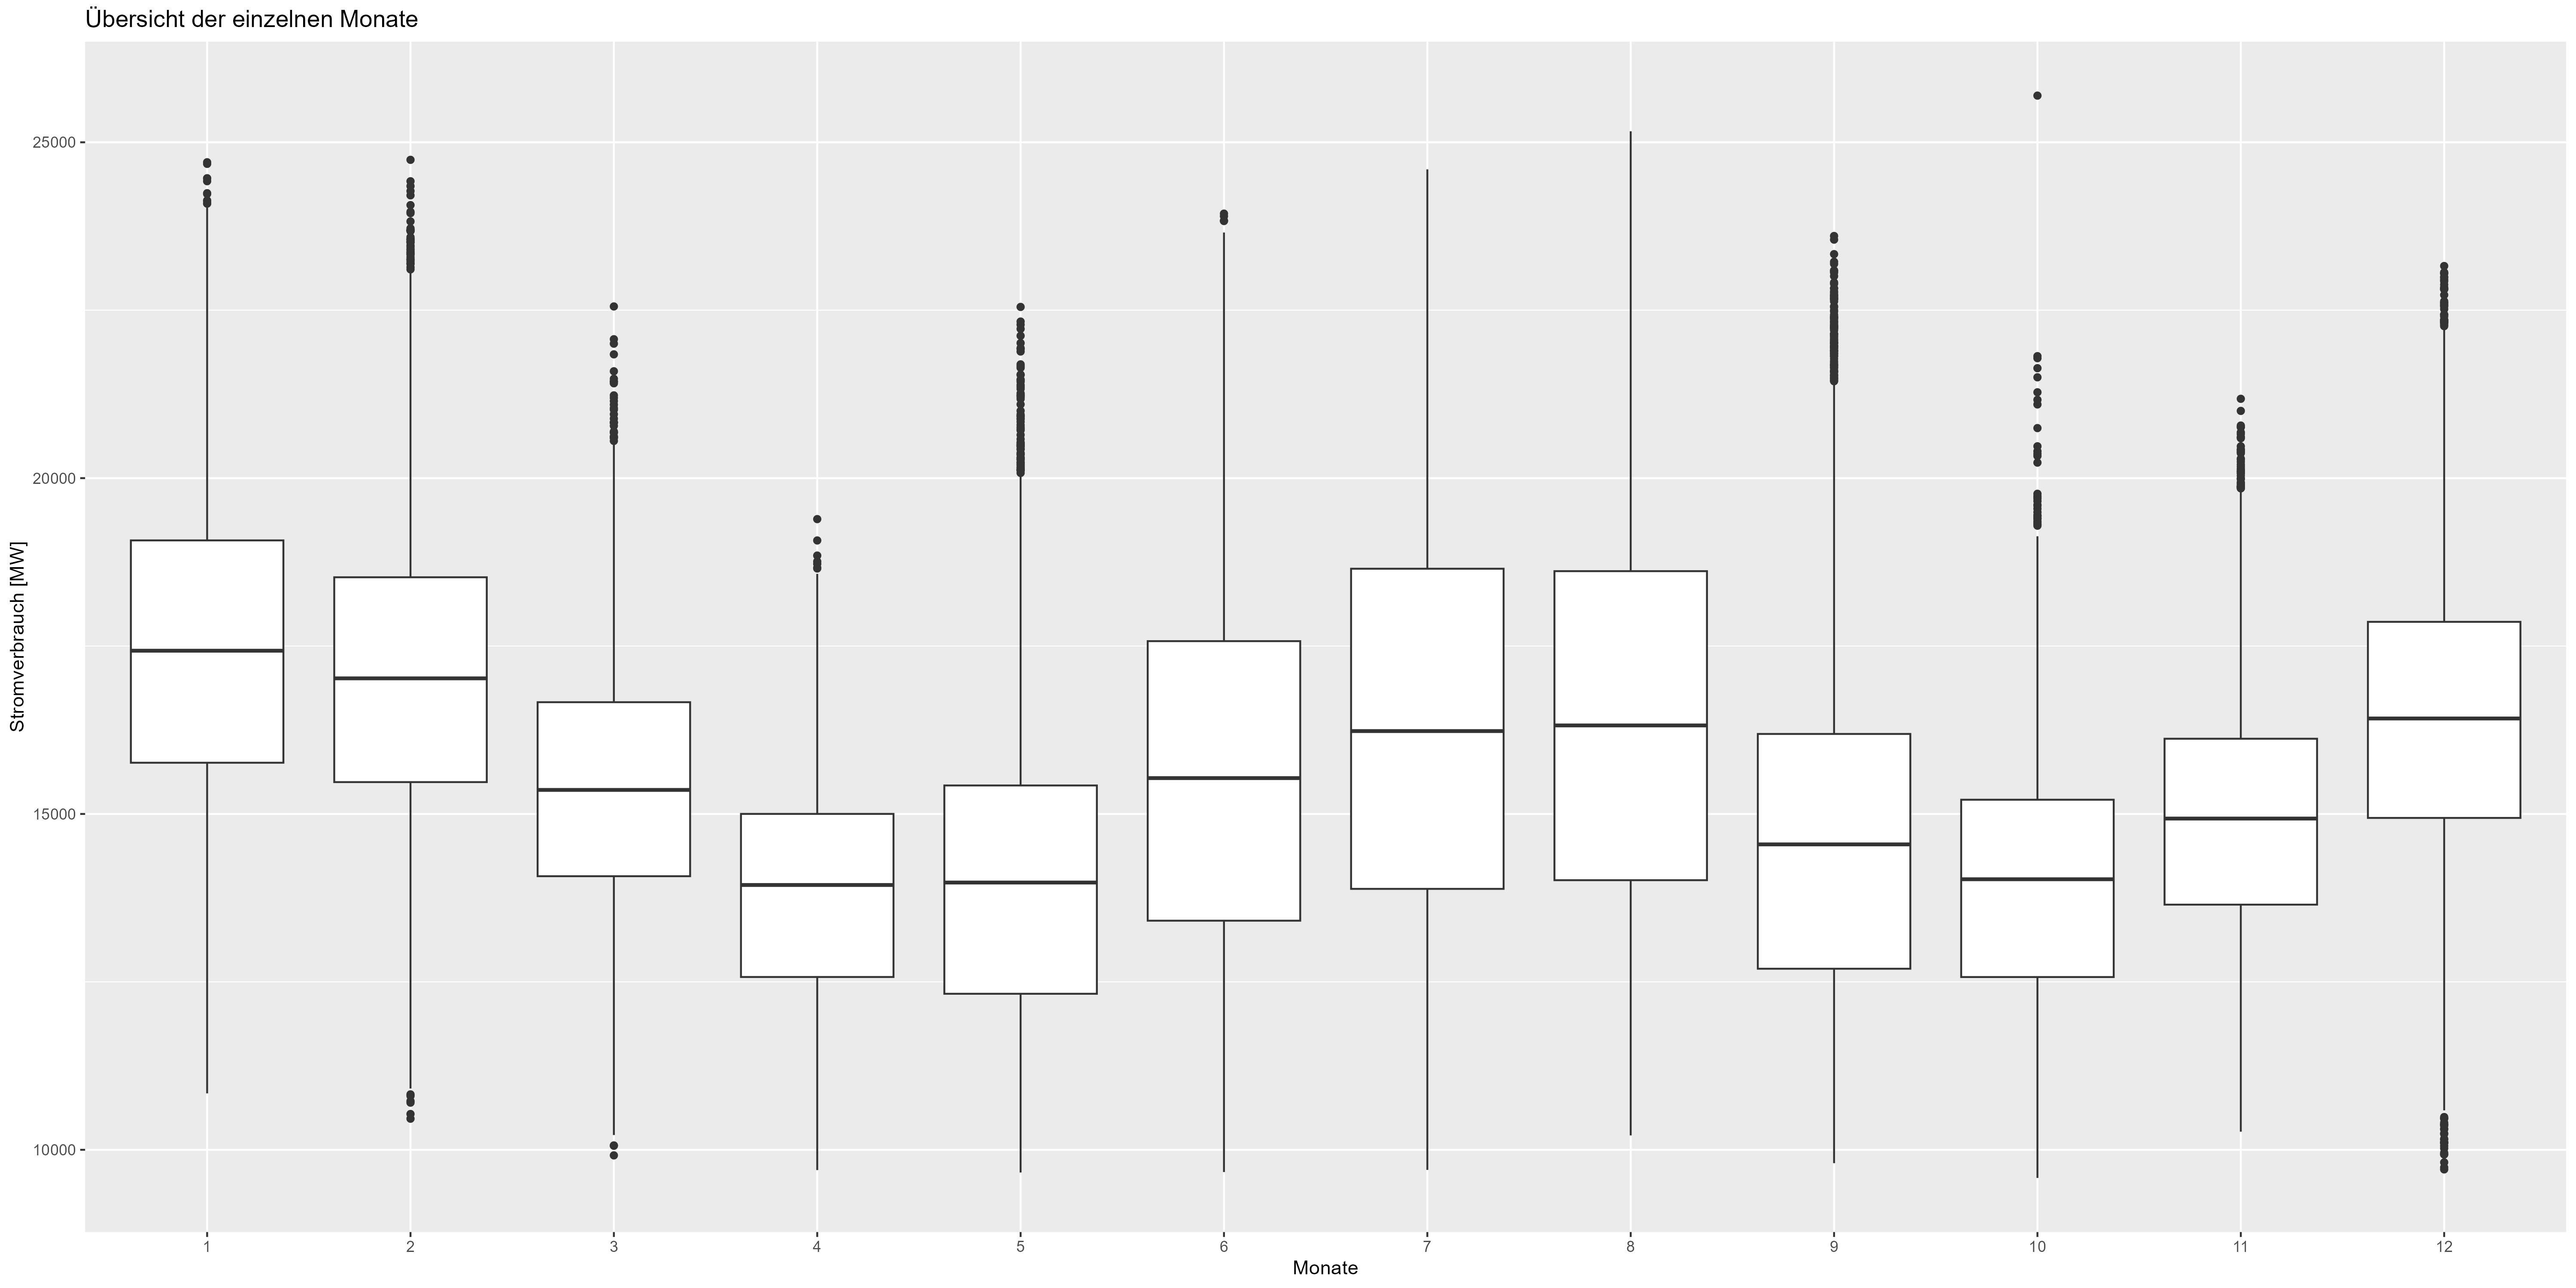 Übersicht der einzelnen Monate
Stromverbrauch [MW]
25000
20000
15000
10000
1 2 3 4 5 6 7 8 9 10 11 12
Monate